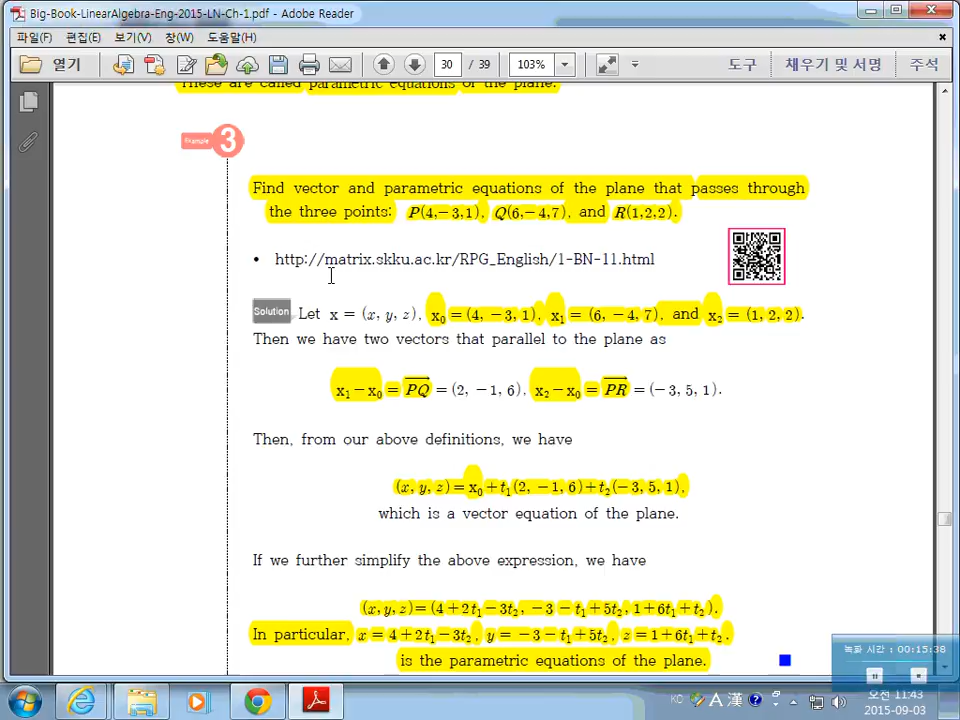 Big-Book-LinearAlgebra-Eng-2015-LN-Ch-1.pdf - Adobe Reader
파일(F) 편집(E) 보기(V) 창(W) 도움말(H)
열기 30 / 39 103% 도구 채우기 및 서명 주석
These are called parametric equations of the plane.
Example 3
Find vector and parametric equations of the plane that passes through
the three points: P(4,−3,1), Q(6,−4,7), and R(1,2,2).
• http://matrix.skku.ac.kr/RPG_English/1-BN-11.html
Solution Let x = (x, y, z), x₀ = (4, −3, 1), x₁ = (6, −4, 7), and x₂ = (1, 2, 2).
Then we have two vectors that parallel to the plane as
x₁ − x₀ = PQ→ = (2, −1, 6), x₂ − x₀ = PR→ = (−3, 5, 1).
Then, from our above definitions, we have
(x, y, z) = x₀ + t₁(2, −1, 6) + t₂(−3, 5, 1),
which is a vector equation of the plane.
If we further simplify the above expression, we have
(x, y, z) = (4 + 2t₁ − 3t₂, −3 − t₁ + 5t₂, 1 + 6t₁ + t₂).
In particular, x = 4 + 2t₁ − 3t₂, y = −3 − t₁ + 5t₂, z = 1 + 6t₁ + t₂.
is the parametric equations of the plane.
녹화 시간 : 00:15:38
KC A 漢
오전 11:43
2015-09-03